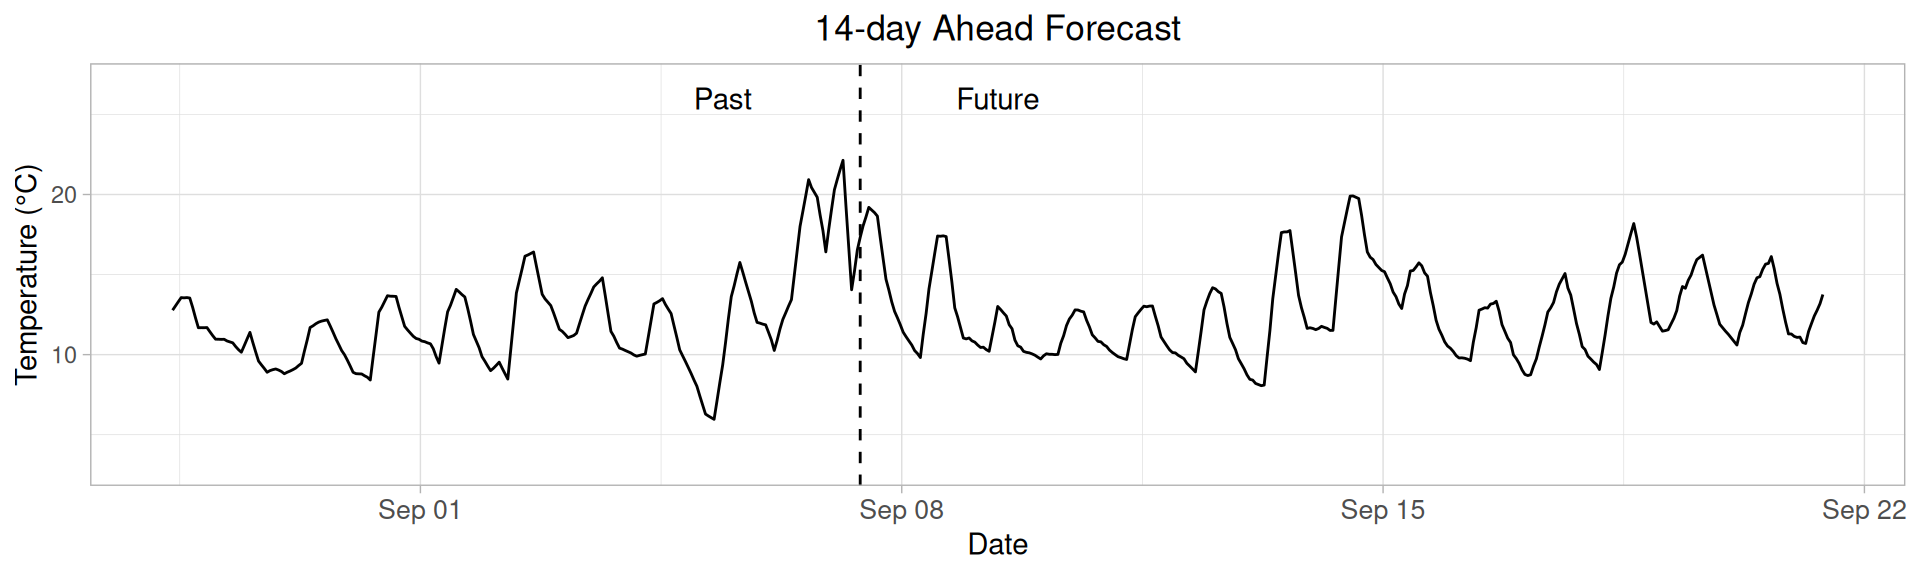 14-day Ahead Forecast
Past
Future
Temperature (°C)
20
10
Sep 01
Sep 08
Sep 15
Sep 22
Date